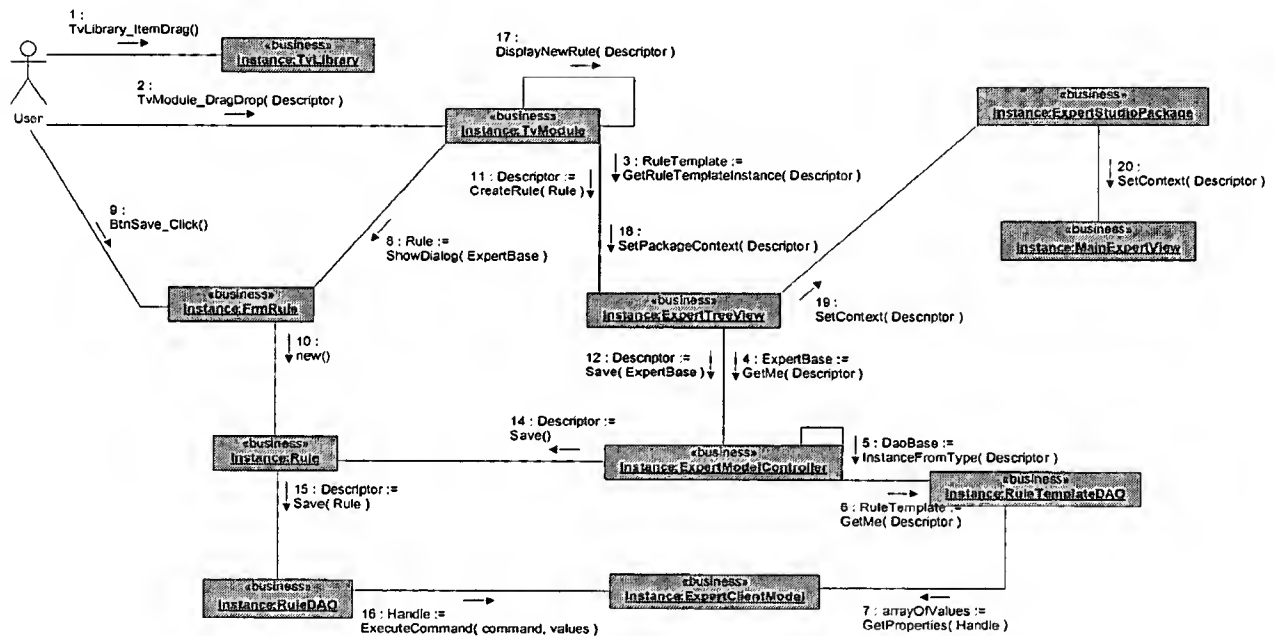 1 :
TvLibrary_ItemDrag()
«business»
Instance:TvLibrary
17 :
DisplayNewRule( Descriptor )
2 :
TvModule_DragDrop( Descriptor )
User
«business»
Instance:TvModule
«business»
Instance:ExpertStudioPackage
11 : Descriptor :=
CreateRule( Rule )
3 : RuleTemplate :=
GetRuleTemplateInstance( Descriptor )
20 :
SetContext( Descriptor )
9 :
BtnSave_Click()
8 : Rule :=
ShowDialog( ExpertBase )
18 :
SetPackageContext( Descriptor )
«business»
Instance:MainExpertView
«business»
Instance:FrmRule
«business»
Instance:ExpertTreeView
19 :
SetContext( Descriptor )
10 :
new()
12 : Descriptor :=
Save( ExpertBase )
4 : ExpertBase :=
GetMe( Descriptor )
14 : Descriptor :=
Save()
«business»
Instance:Rule
«business»
Instance:ExpertModelController
5 : DaoBase :=
InstanceFromType( Descriptor )
«business»
Instance:RuleTemplateDAO
15 : Descriptor :=
Save( Rule )
6 : RuleTemplate :=
GetMe( Descriptor )
«business»
Instance:RuleDAO
«business»
Instance:ExpertClientModel
16 : Handle :=
ExecuteCommand( command, values )
7 : arrayOfValues :=
GetProperties( Handle )